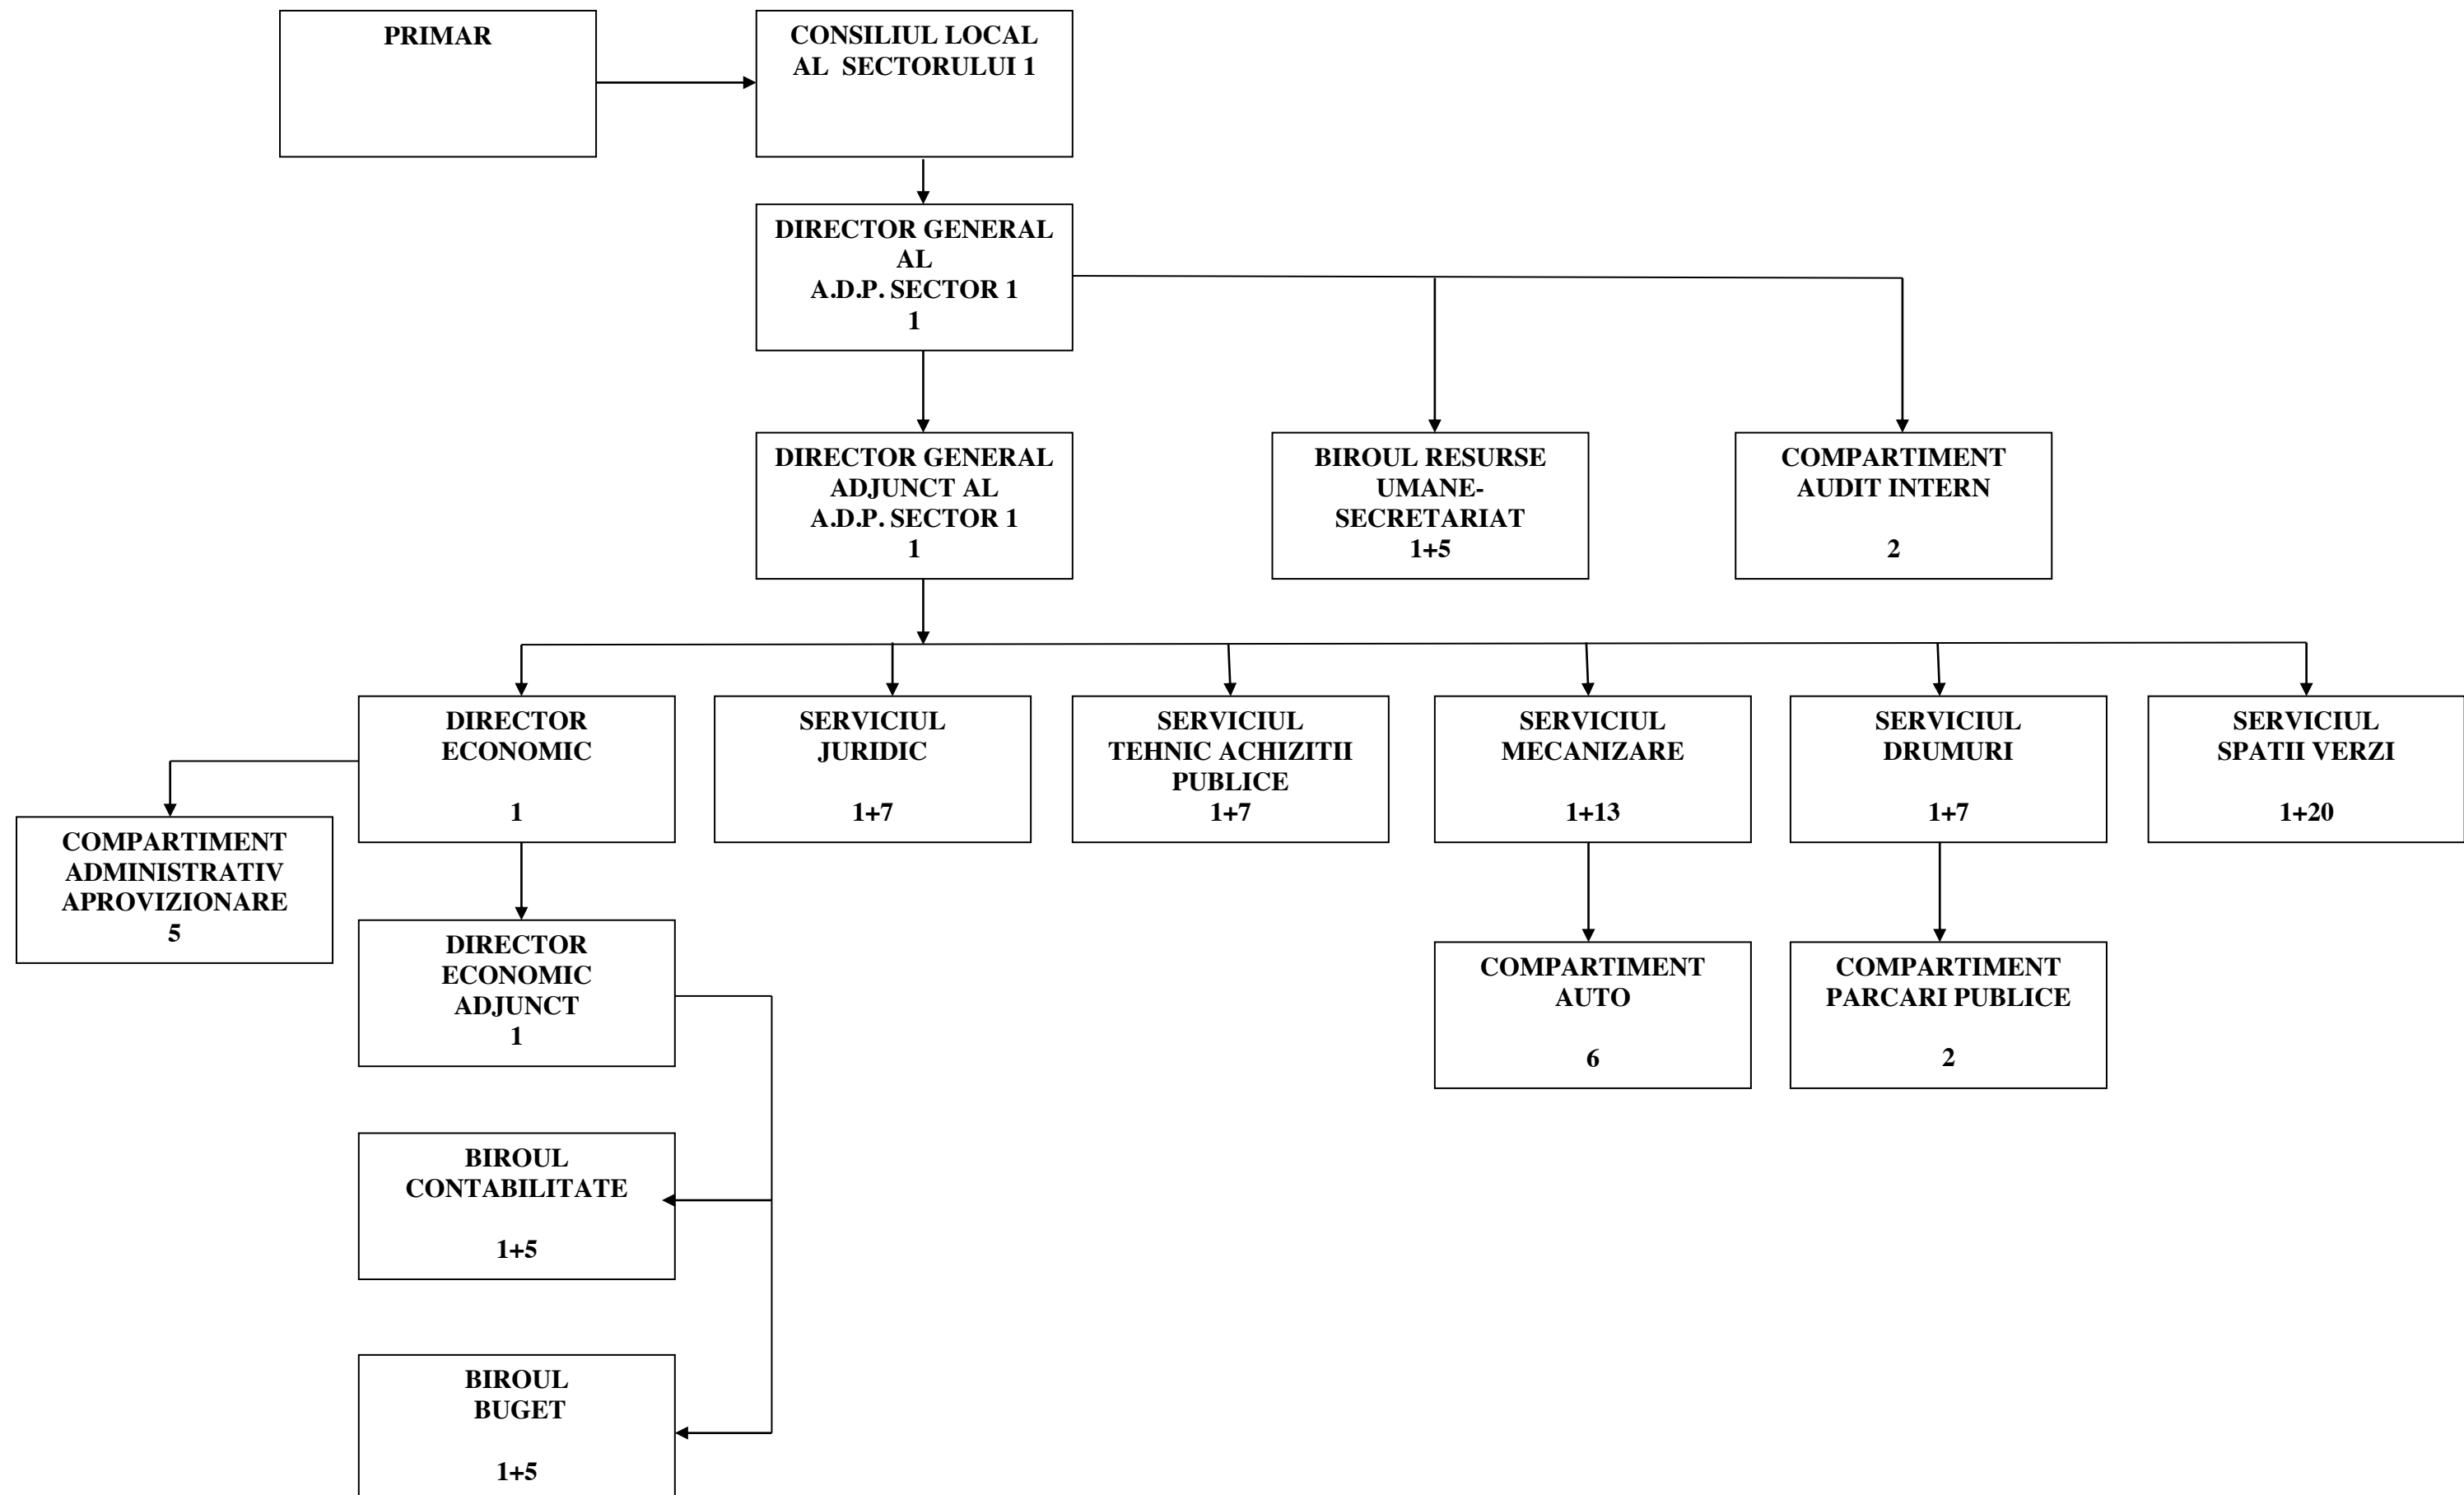 PRIMAR
CONSILIUL LOCAL
AL SECTORULUI 1
DIRECTOR GENERAL
AL
A.D.P. SECTOR 1
1
DIRECTOR GENERAL
ADJUNCT AL
A.D.P. SECTOR 1
1
BIROUL RESURSE
UMANE-
SECRETARIAT
1+5
COMPARTIMENT
AUDIT INTERN
2
DIRECTOR
ECONOMIC
1
SERVICIUL
JURIDIC
1+7
SERVICIUL
TEHNIC ACHIZITII
PUBLICE
1+7
SERVICIUL
MECANIZARE
1+13
SERVICIUL
DRUMURI
1+7
SERVICIUL
SPATII VERZI
1+20
COMPARTIMENT
ADMINISTRATIV
APROVIZIONARE
5
DIRECTOR
ECONOMIC
ADJUNCT
1
COMPARTIMENT
AUTO
6
COMPARTIMENT
PARCARI PUBLICE
2
BIROUL
CONTABILITATE
1+5
BIROUL
BUGET
1+5